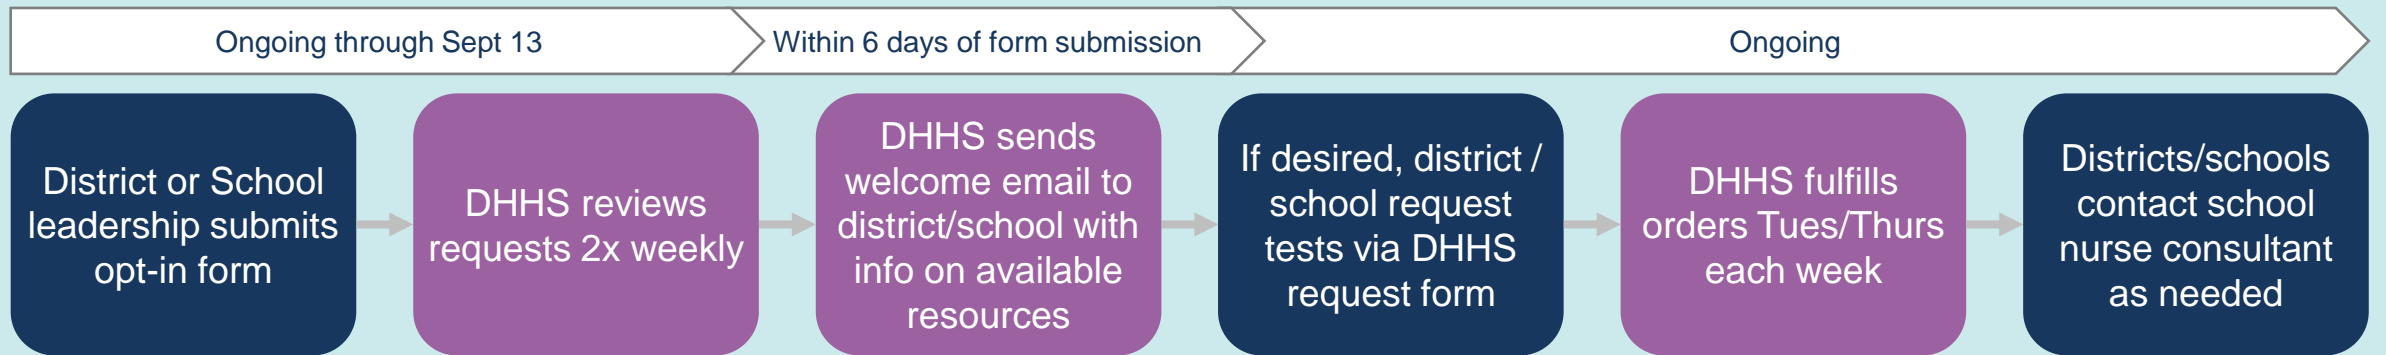 Ongoing through Sept 13
Within 6 days of form submission
Ongoing
District or School
leadership submits
opt-in form
DHHS reviews
requests 2x weekly
DHHS sends
welcome email to
district/school with
info on available
resources
If desired, district /
school request
tests via DHHS
request form
DHHS fulfills
orders Tues/Thurs
each week
Districts/schools
contact school
nurse consultant
as needed